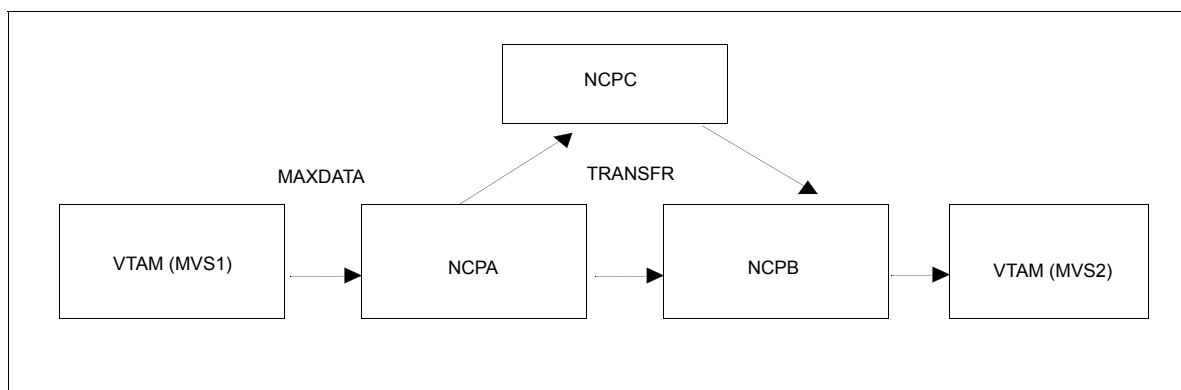 NCPC
MAXDATA
TRANSFR
VTAM (MVS1)
NCPA
NCPB
VTAM (MVS2)